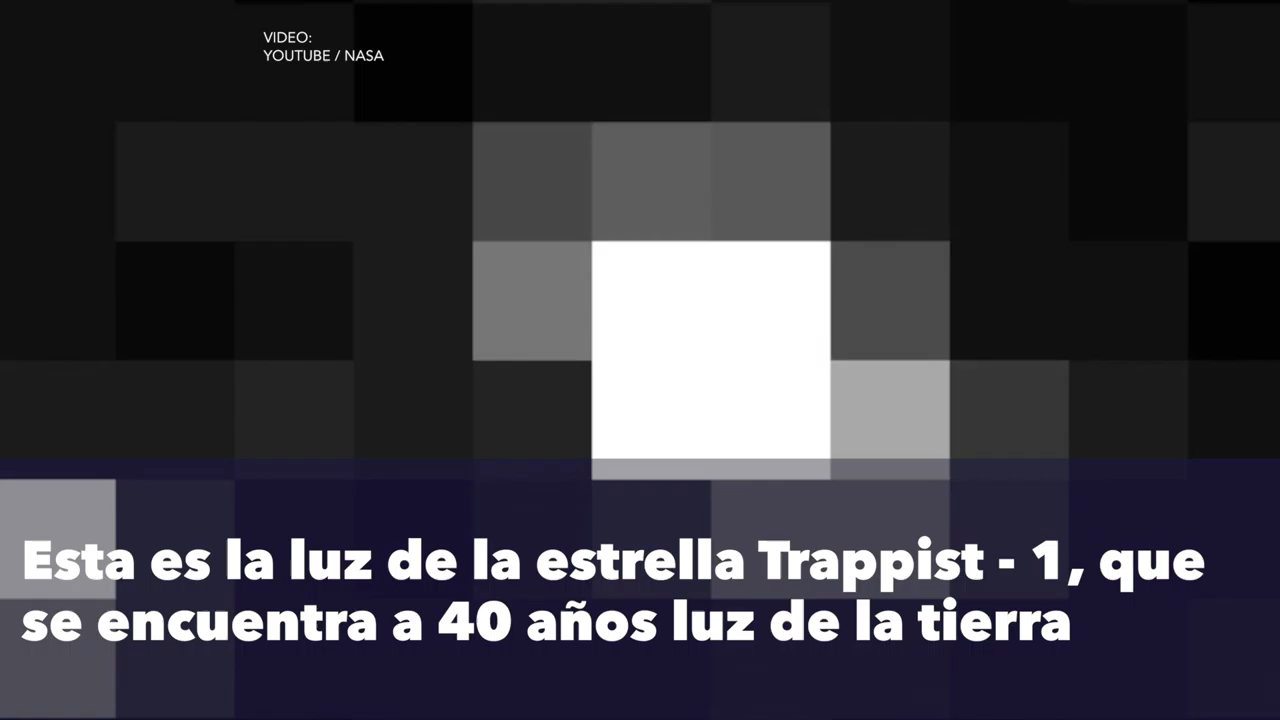 VIDEO:
YOUTUBE / NASA
Esta es la luz de la estrella Trappist - 1, que
se encuentra a 40 años luz de la tierra